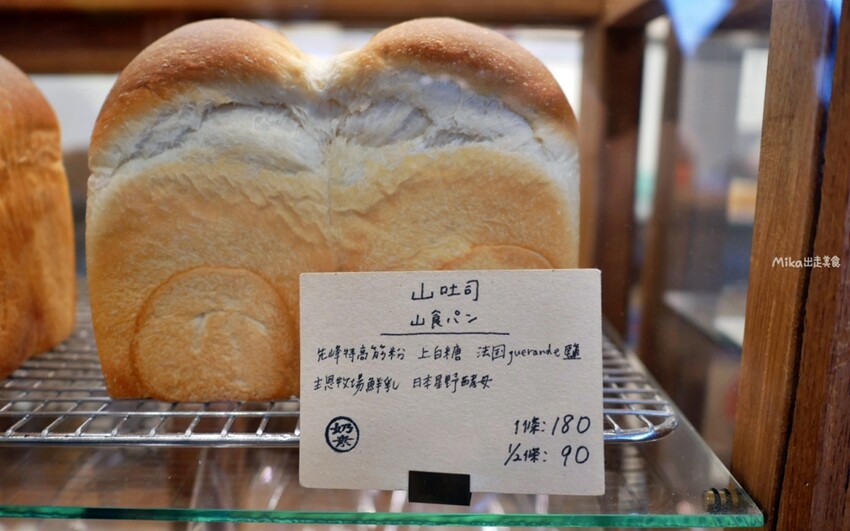 山吐司
山食パン
先峰特高筋粉 上白糖 法国guerande鹽
主恩牧場鮮乳 日本星野酵母
奶素
1條:180
1/2條:90
Mika出走美食